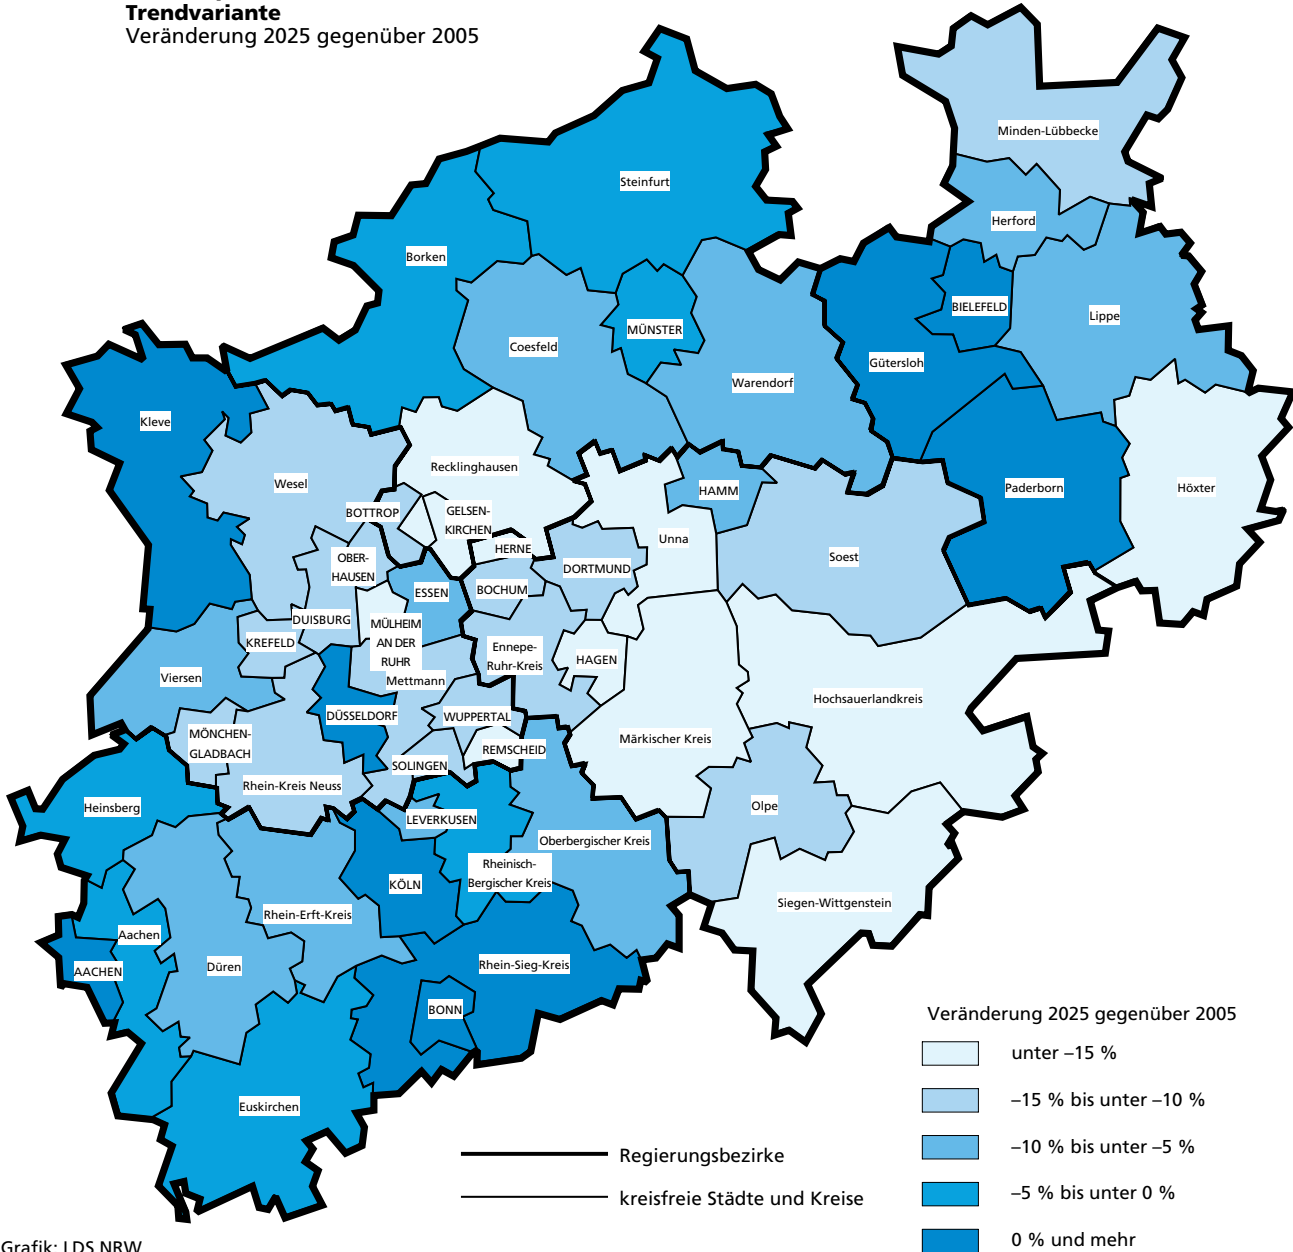 Trendvariante
Veränderung 2025 gegenüber 2005
Minden-Lübbecke
Steinfurt
Herford
Borken
BIELEFELD
Lippe
MÜNSTER
Coesfeld
Gütersloh
Warendorf
Kleve
Recklinghausen
Wesel
HAMM
Paderborn
Höxter
BOTTROP
GELSEN-
KIRCHEN
Unna
HERNE
Soest
OBER-
HAUSEN
DORTMUND
ESSEN
BOCHUM
DUISBURG
MÜLHEIM
AN DER
RUHR
KREFELD
Ennepe-
Ruhr-Kreis
HAGEN
Viersen
Mettmann
Hochsauerlandkreis
DÜSSELDORF
WUPPERTAL
MÖNCHEN-
GLADBACH
Märkischer Kreis
REMSCHEID
SOLINGEN
Rhein-Kreis Neuss
Heinsberg
Olpe
LEVERKUSEN
Oberbergischer Kreis
Rheinisch-
Bergischer Kreis
KÖLN
Siegen-Wittgenstein
Rhein-Erft-Kreis
Aachen
Düren
AACHEN
Rhein-Sieg-Kreis
BONN
Euskirchen
Veränderung 2025 gegenüber 2005
unter –15 %
–15 % bis unter –10 %
–10 % bis unter –5 %
–5 % bis unter 0 %
0 % und mehr
Regierungsbezirke
kreisfreie Städte und Kreise
Grafik: LDS NRW